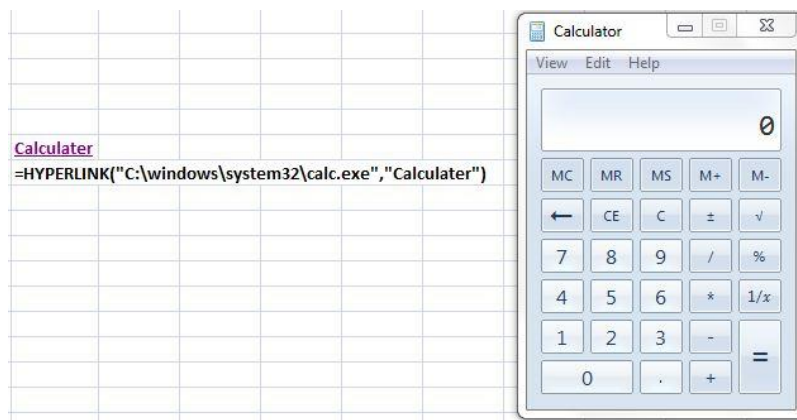 Calculater
=HYPERLINK("C:\windows\system32\calc.exe","Calculater")
Calculator
View Edit Help
0
MC MR MS M+ M-
← CE C ± √
7 8 9 / %
4 5 6 * 1/x
1 2 3 - =
0 . +